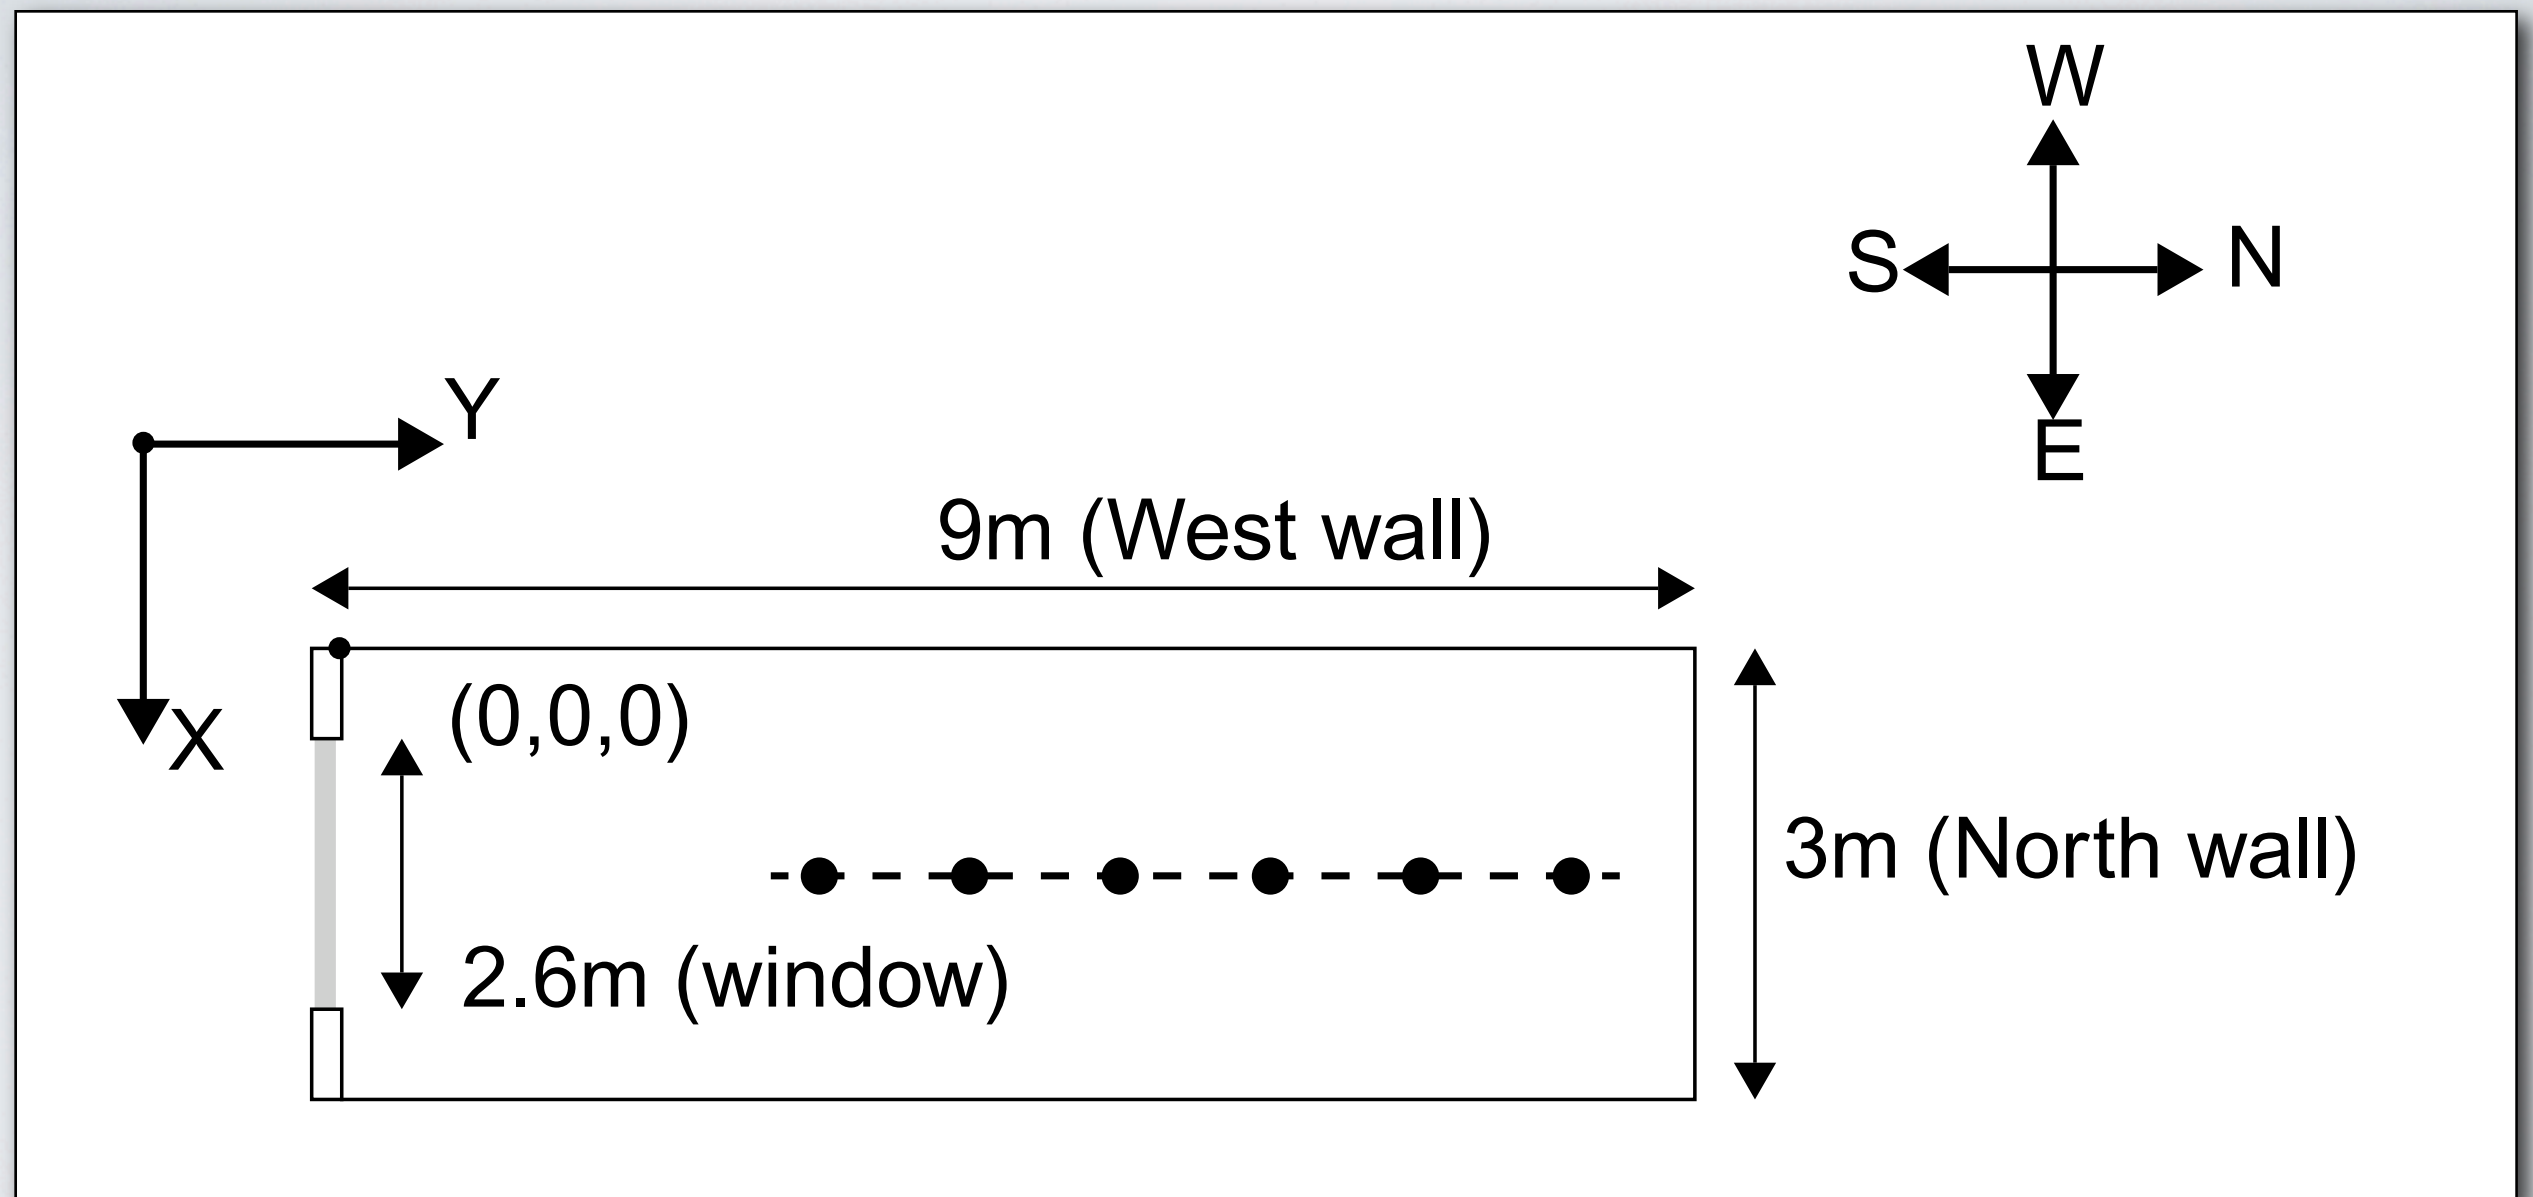 W
S
N
E
Y
X
9m (West wall)
(0,0,0)
3m (North wall)
2.6m (window)